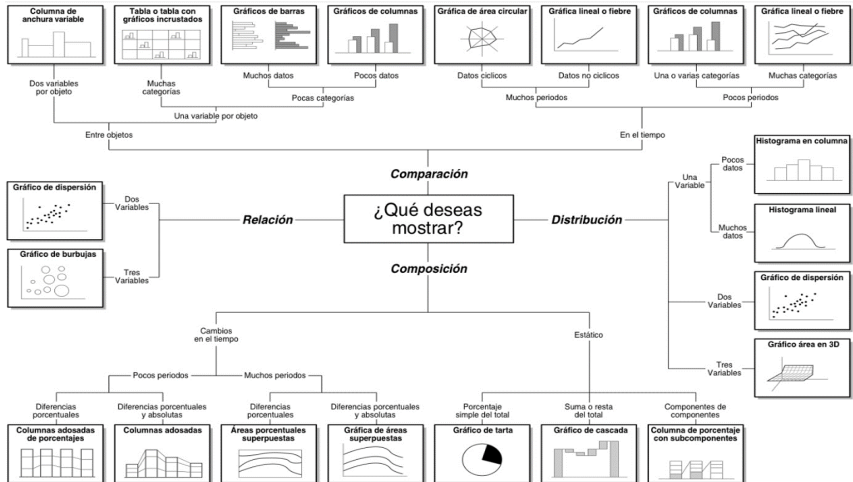 Columna de
anchura variable
Tabla o tabla con
gráficos incrustados
Gráficos de barras
Gráficos de columnas
Gráfica de área circular
Gráfica lineal o fiebre
Gráficos de columnas
Gráfica lineal o fiebre
Dos variables
por objeto
Muchas
categorías
Muchos datos
Pocos datos
Datos cíclicos
Datos no cíclicos
Una o varias categorías
Muchas categorías
Pocas categorías
Muchos periodos
Pocos periodos
Una variable por objeto
Entre objetos
En el tiempo
Comparación
¿Qué deseas
mostrar?
Relación
Distribución
Composición
Gráfico de dispersión
Dos
Variables
Gráfico de burbujas
Tres
Variables
Una
Variable
Pocos
datos
Histograma en columna
Muchos
datos
Histograma lineal
Dos
Variables
Gráfico de dispersión
Tres
Variables
Gráfico área en 3D
Cambios
en el tiempo
Estático
Pocos periodos
Muchos periodos
Diferencias
porcentuales
Diferencias porcentuales
y absolutas
Diferencias
porcentuales
Diferencias porcentuales
y absolutas
Porcentaje
simple del total
Suma o resta
del total
Componentes de
componentes
Columnas adosadas
de porcentajes
Columnas adosadas
Áreas porcentuales
superpuestas
Gráfica de áreas
superpuestas
Gráfico de tarta
Gráfico de cascada
Columna de porcentaje
con subcomponentes